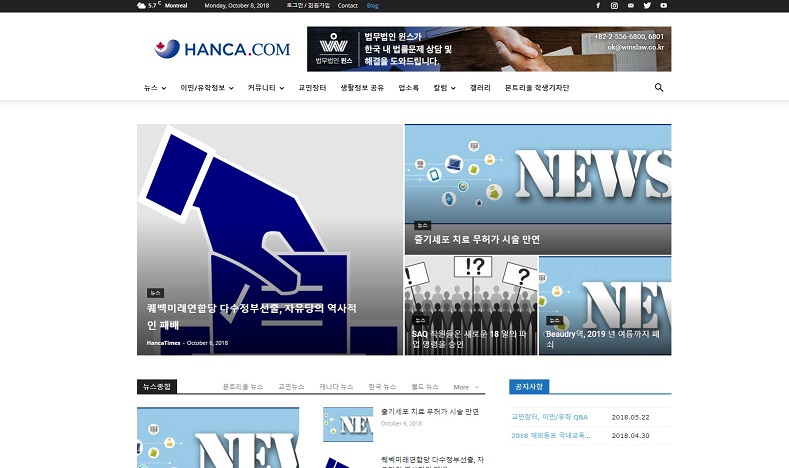 5.7 C Montreal Monday, October 8, 2018 로그인 / 회원가입 Contact Blog
HANCA.COM
법무법인 윈스
법무법인 윈스가
한국 내 법률문제 상담 및
해결을 도와드립니다.
+82-2-556-6800, 6801
ok@winslaw.co.kr
뉴스 이민/유학정보 커뮤니티 교민장터 생활정보 공유 업소록 칼럼 갤러리 몬트리올 학생기자단
뉴스
퀘벡미래연합당 다수정부선출, 자유당의 역사적
인 패배
HancaTimes - October 6, 2018
NEWS
뉴스
줄기세포 치료 무허가 시술 만연
! !? ?
뉴스
SAQ 직원들은 새로운 18 일의 파
업 명령을 승인
NEW
뉴스
Beaudry역, 2019 년 여름까지 폐
쇄
뉴스종합 몬트리올 뉴스 교민뉴스 캐나다 뉴스 한국 뉴스 월드 뉴스 More
NEW
NEW
줄기세포 치료 무허가 시술 만연
October 6, 2018
퀘벡미래연합당 다수정부선출, 자
공지사항
교민장터, 이민/유학 Q&A 2018.05.22
2018 재외동포 국내교육... 2018.04.30